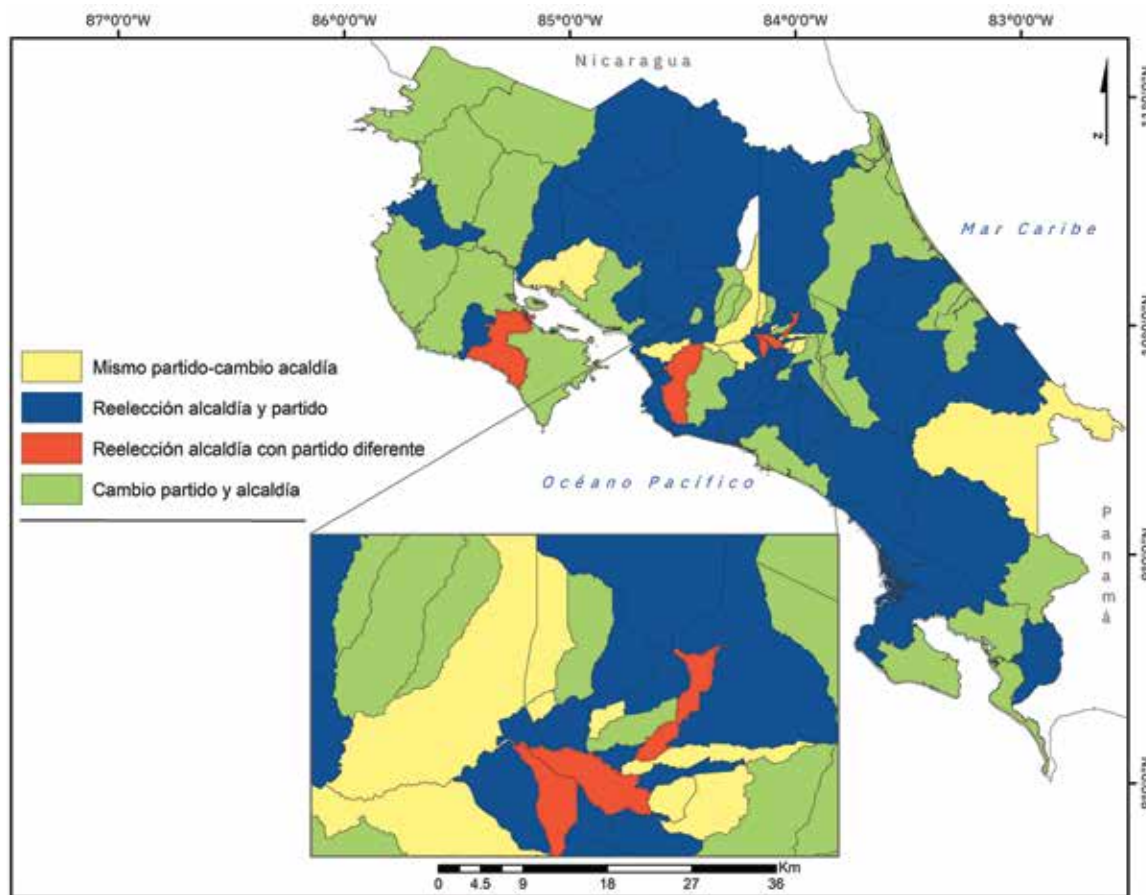 87°0'0"W
86°0'0"W
85°0'0"W
84°0'0"W
83°0'0"W
Nicaragua
N
Mar Caribe
Mismo partido-cambio acaldía
Reelección alcaldía y partido
Reelección alcaldía con partido diferente
Cambio partido y alcaldía
Océano Pacífico
Panamá
Km
0 4.5 9 18 27 36